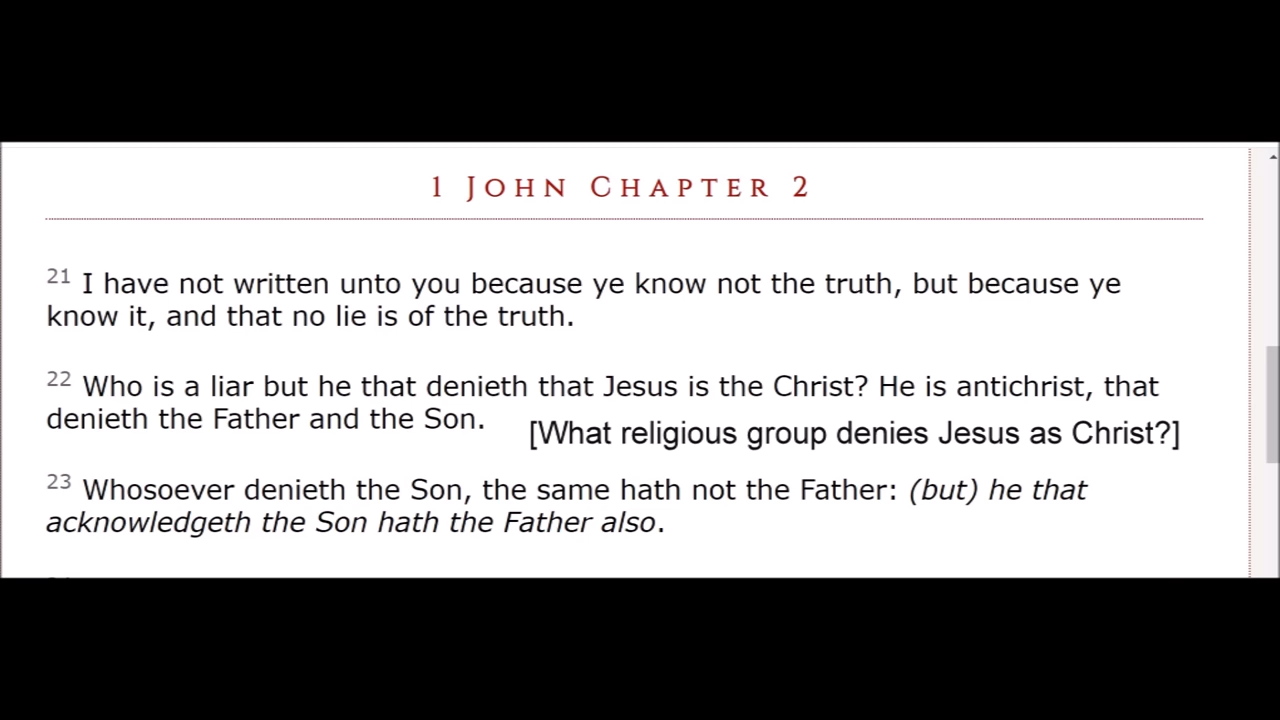 1 John Chapter 2
21 I have not written unto you because ye know not the truth, but because ye
know it, and that no lie is of the truth.
22 Who is a liar but he that denieth that Jesus is the Christ? He is antichrist, that
denieth the Father and the Son.
[What religious group denies Jesus as Christ?]
23 Whosoever denieth the Son, the same hath not the Father: (but) he that
acknowledgeth the Son hath the Father also.